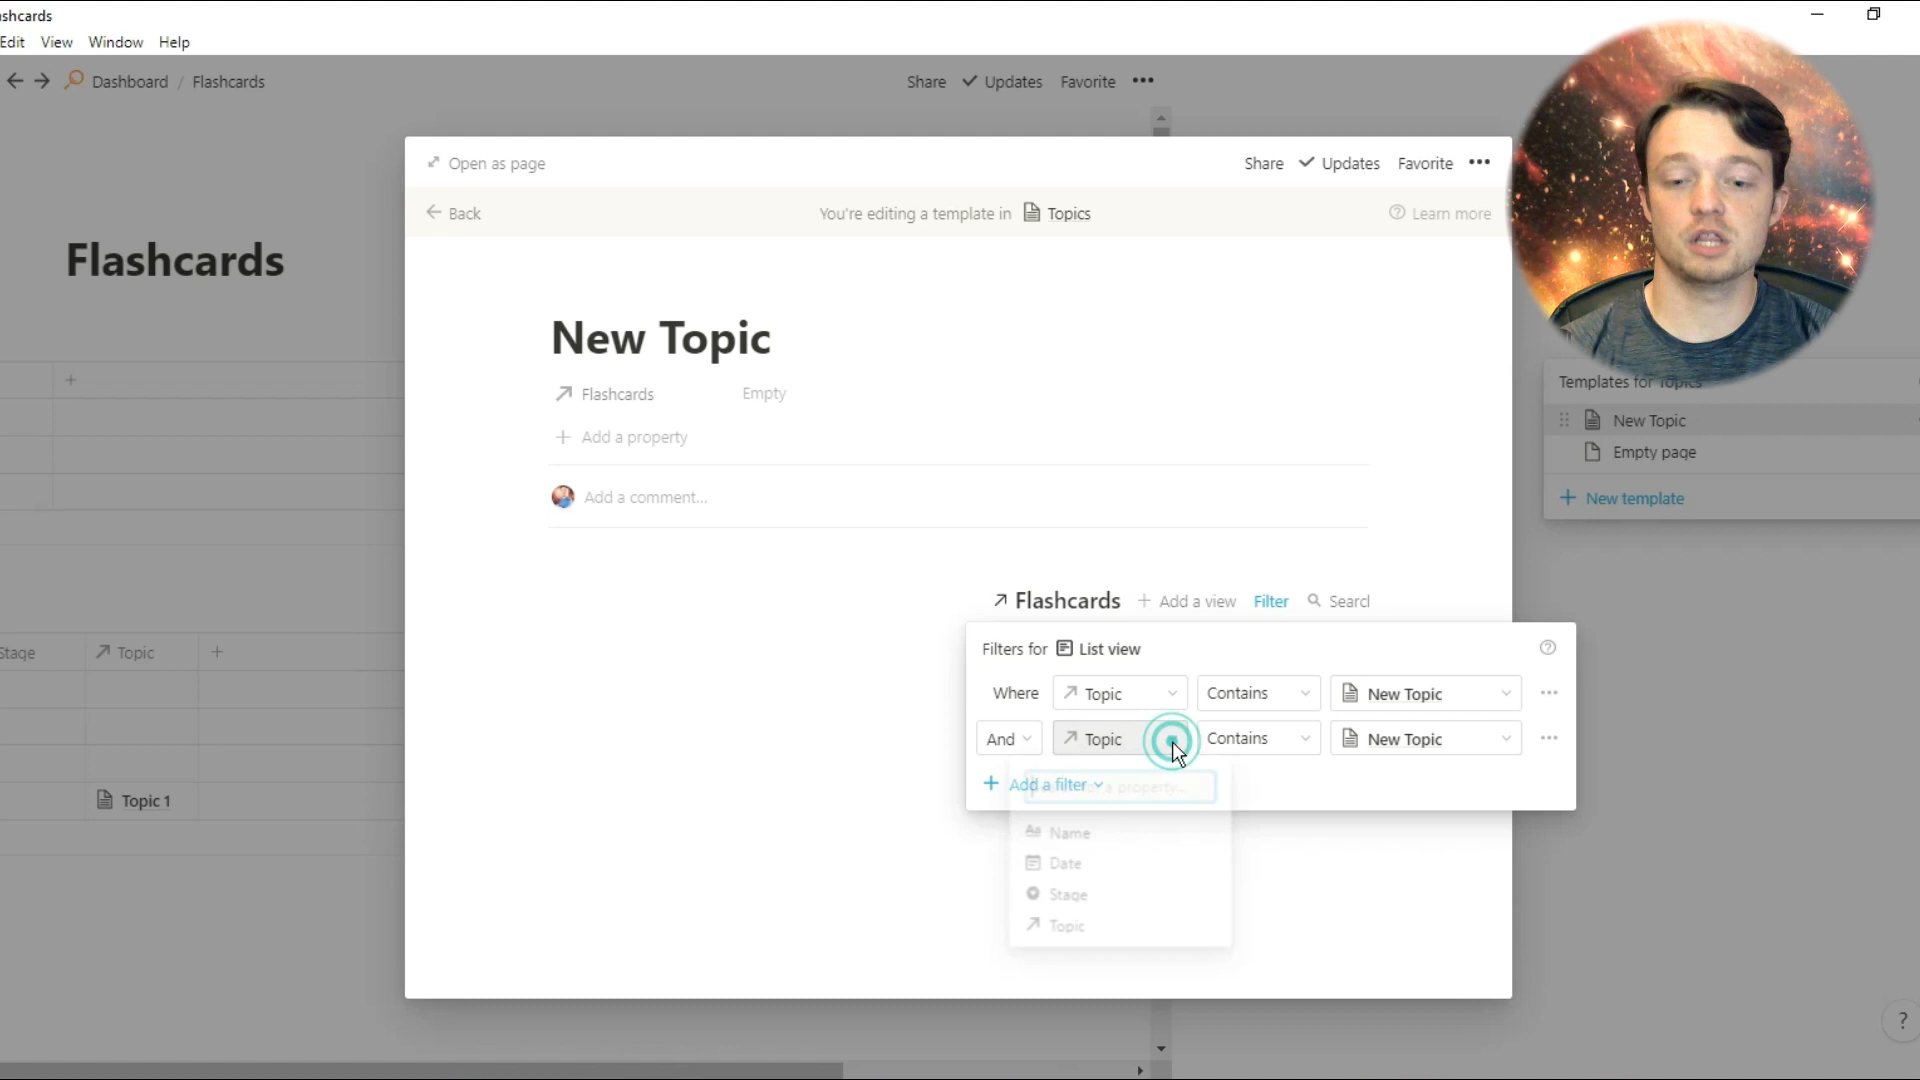 shcards
Edit View Window Help
Dashboard / Flashcards
Share Updates Favorite •••
Open as page
Share Updates Favorite •••
Back
You're editing a template in Topics
Learn more
Flashcards
New Topic
Flashcards Empty
+ Add a property
Add a comment...
Templates for Topics
New Topic
Empty page
+ New template
Flashcards + Add a view Filter Searcl
Filters for List view
Where Topic Contains New Topic •••
And Topic Contains New Topic •••
+ Add a filter
a property...
Name
Date
Stage
Topic
Stage Topic +
Topic 1
?